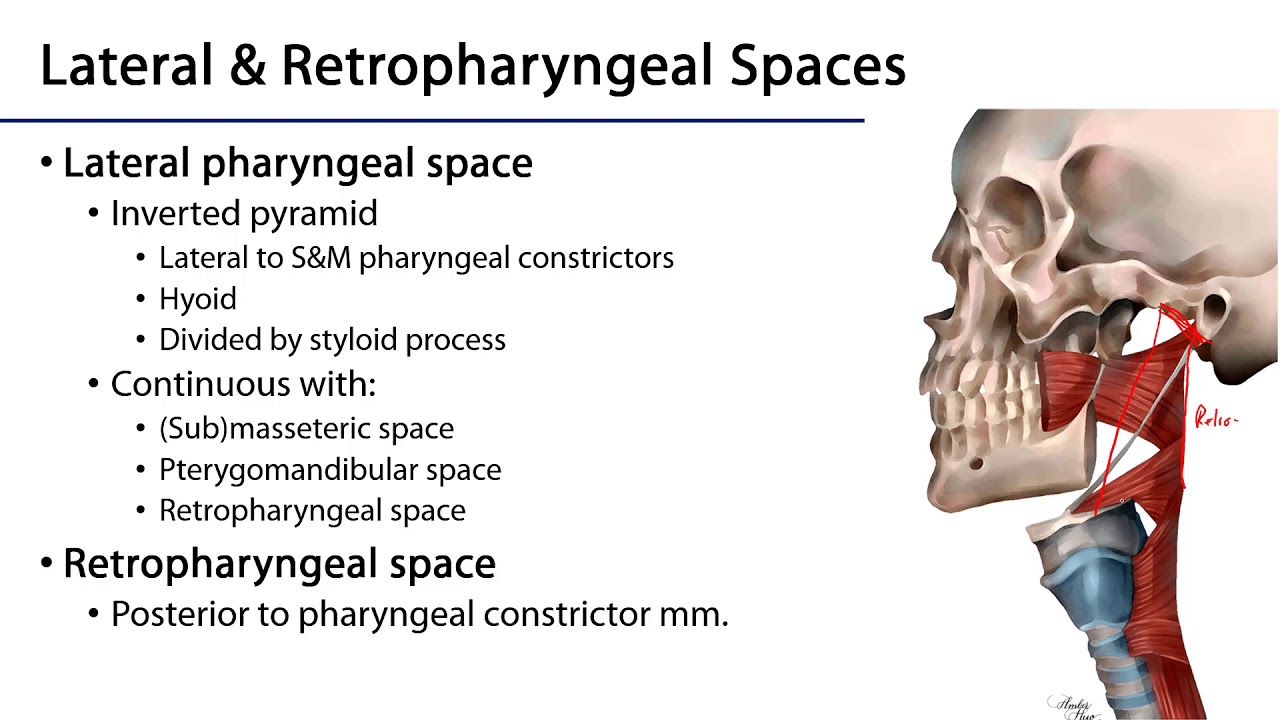 Lateral & Retropharyngeal Spaces
• Lateral pharyngeal space
• Inverted pyramid
• Lateral to S&M pharyngeal constrictors
• Hyoid
• Divided by styloid process
• Continuous with:
• (Sub)masseteric space
• Pterygomandibular space
• Retropharyngeal space
• Retropharyngeal space
• Posterior to pharyngeal constrictor mm.
Retro-
Amber